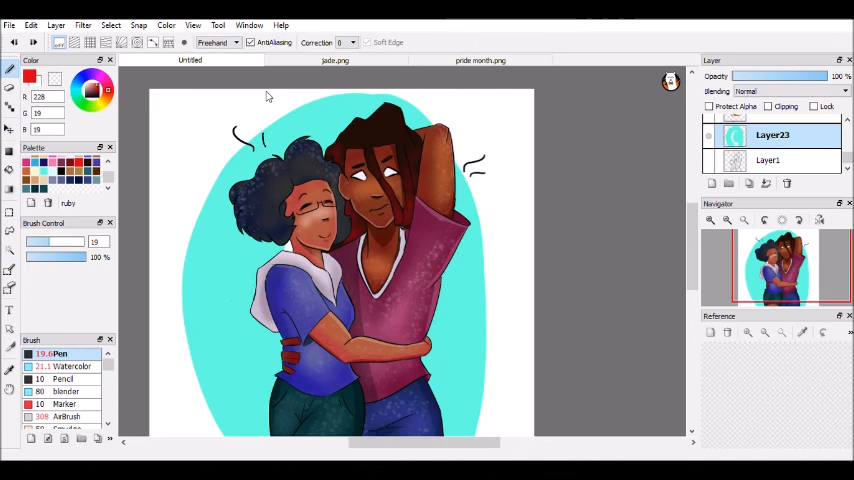 File Edit Layer Filter Select Snap Color View Tool Window Help
OFF Freehand AntiAliasing Correction 0 Soft Edge
Untitled jade.png pride month.png
Color
R 228
G 19
B 19
Palette
ruby
Brush Control
19
100 %
Brush
19.6 Pen
21.1 Watercolor
10 Pencil
80 blender
10 Marker
308 AirBrush
50 Smudge
Layer
Opacity 100 %
Blending Normal
Protect Alpha Clipping Lock
Layer23
Layer1
Navigator
Reference